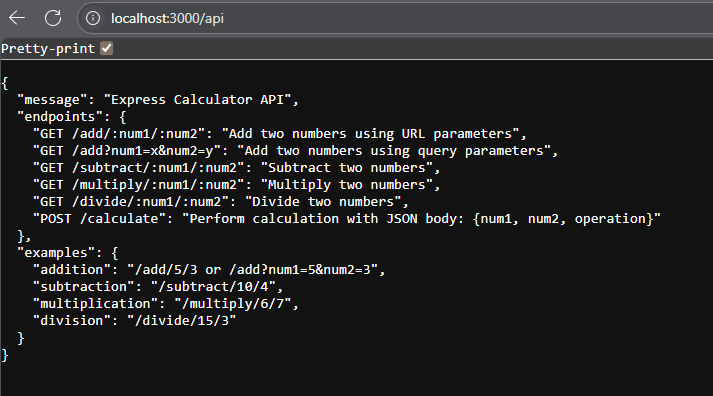 localhost:3000/api
Pretty-print
{
  "message": "Express Calculator API",
  "endpoints": {
    "GET /add/:num1/:num2": "Add two numbers using URL parameters",
    "GET /add?num1=x&num2=y": "Add two numbers using query parameters",
    "GET /subtract/:num1/:num2": "Subtract two numbers",
    "GET /multiply/:num1/:num2": "Multiply two numbers",
    "GET /divide/:num1/:num2": "Divide two numbers",
    "POST /calculate": "Perform calculation with JSON body: {num1, num2, operation}"
  },
  "examples": {
    "addition": "/add/5/3 or /add?num1=5&num2=3",
    "subtraction": "/subtract/10/4",
    "multiplication": "/multiply/6/7",
    "division": "/divide/15/3"
  }
}